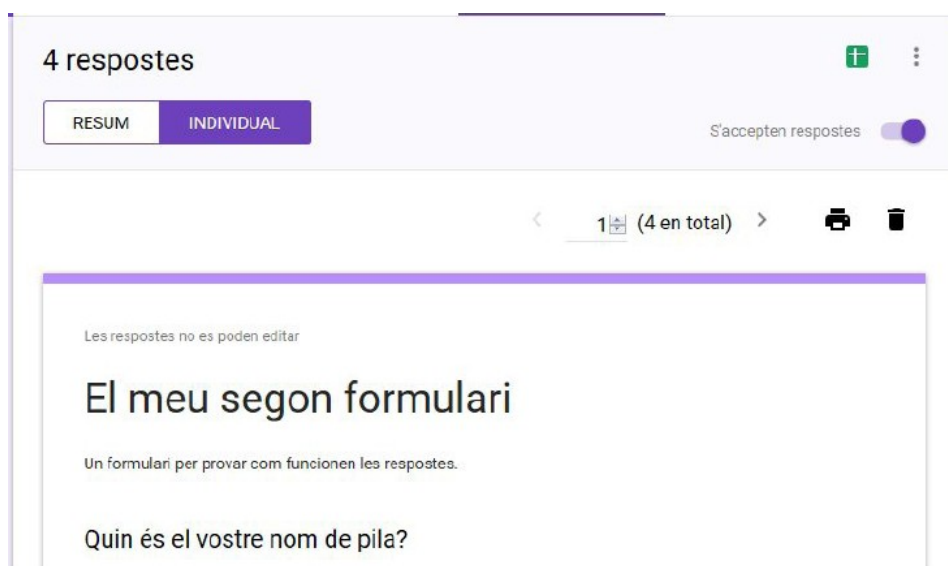 4 respostes
RESUM INDIVIDUAL
S'accepten respostes
1 (4 en total)
Les respostes no es poden editar
El meu segon formulari
Un formulari per provar com funcionen les respostes.
Quin és el vostre nom de pila?